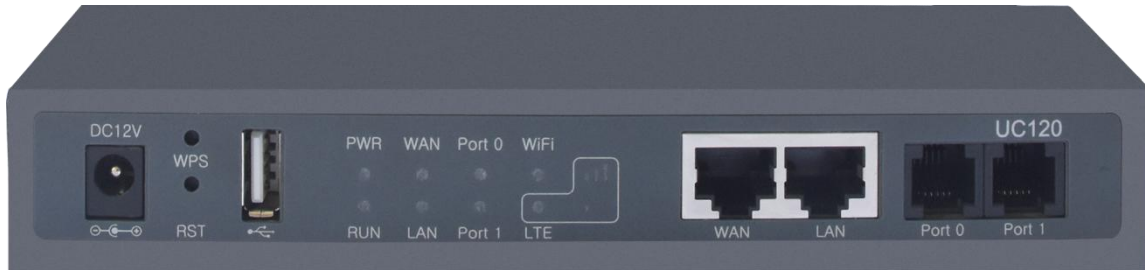 DC12V
WPS
RST
PWR WAN Port 0 WiFi
RUN LAN Port 1 LTE
WAN LAN
UC120
Port 0 Port 1